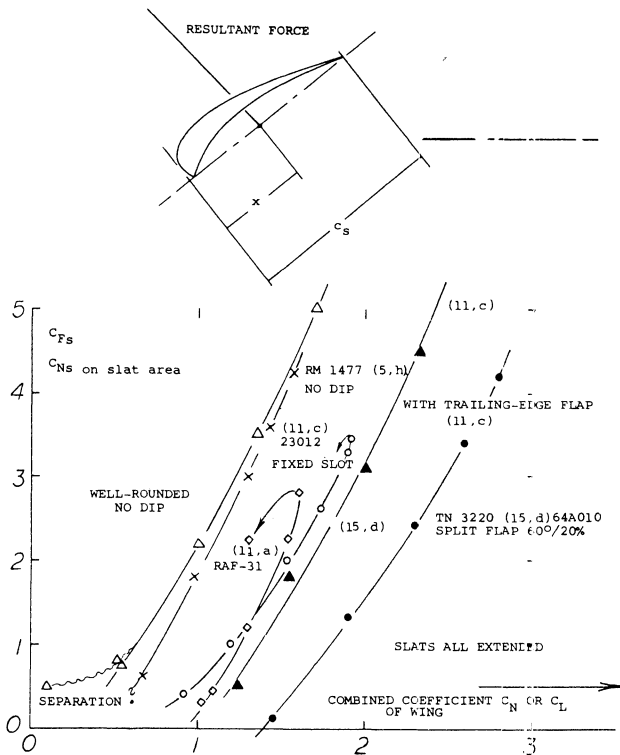 RESULTANT FORCE
x
c_s
5
C_Fs
C_Ns on slat area
4
3
2
1
0
RM 1477 (5,h)
NO DIP
(11,c)
23012
FIXED SLOT
WELL-ROUNDED
NO DIP
(11,a)
RAF-31
(15,d)
(11,c)
WITH TRAILING-EDGE FLAP
(11,c)
TN 3220 (15,d)64A010
SPLIT FLAP 60°/20%
SLATS ALL EXTENDED
SEPARATION
COMBINED COEFFICIENT C_N OR C_L
OF WING
0 1 2 3